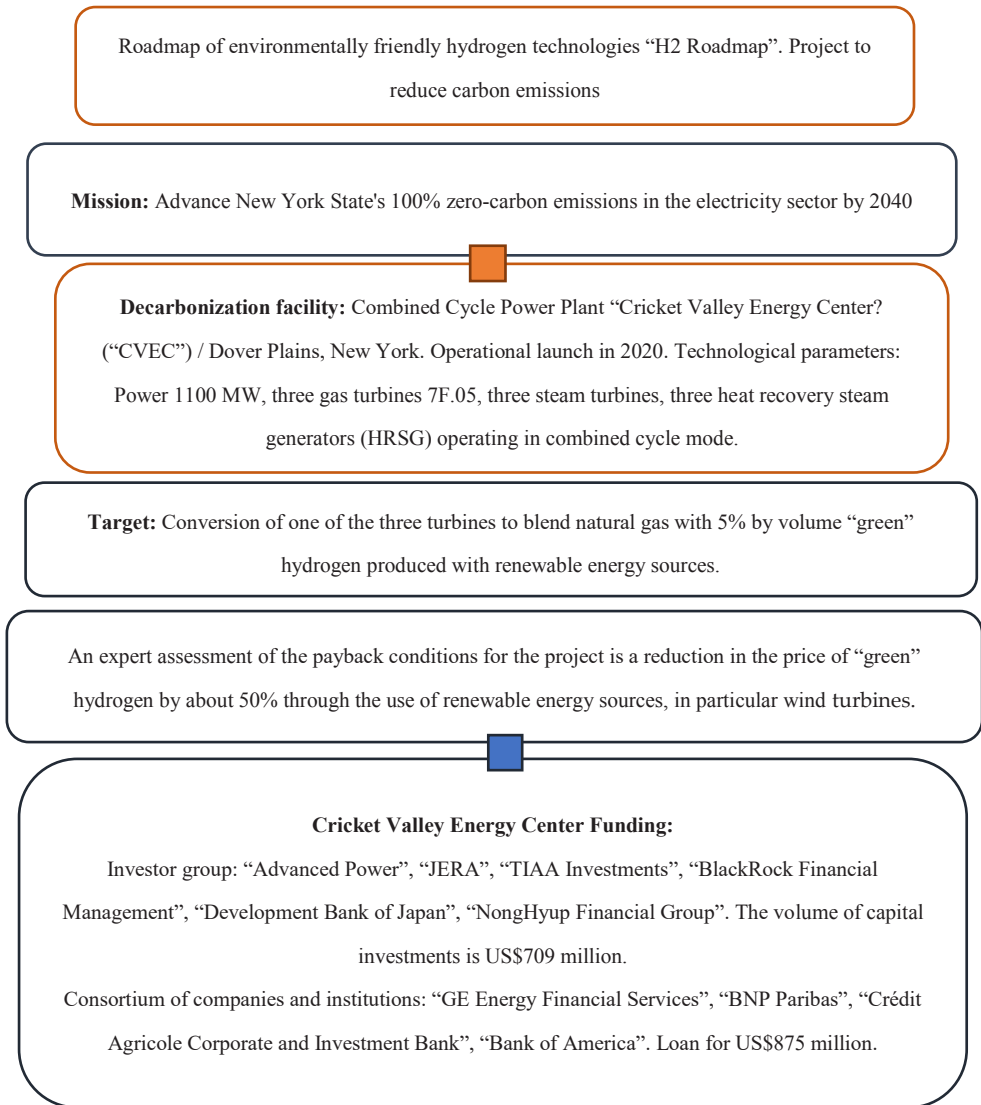 Roadmap of environmentally friendly hydrogen technologies “H2 Roadmap”. Project to
reduce carbon emissions
Mission: Advance New York State's 100% zero-carbon emissions in the electricity sector by 2040
Decarbonization facility: Combined Cycle Power Plant “Cricket Valley Energy Center?
(“CVEC”) / Dover Plains, New York. Operational launch in 2020. Technological parameters:
Power 1100 MW, three gas turbines 7F.05, three steam turbines, three heat recovery steam
generators (HRSG) operating in combined cycle mode.
Target: Conversion of one of the three turbines to blend natural gas with 5% by volume “green”
hydrogen produced with renewable energy sources.
An expert assessment of the payback conditions for the project is a reduction in the price of “green”
hydrogen by about 50% through the use of renewable energy sources, in particular wind turbines.
Cricket Valley Energy Center Funding:
Investor group: “Advanced Power”, “JERA”, “TIAA Investments”, “BlackRock Financial
Management”, “Development Bank of Japan”, “NongHyup Financial Group”. The volume of capital
investments is US$709 million.
Consortium of companies and institutions: “GE Energy Financial Services”, “BNP Paribas”, “Crédit
Agricole Corporate and Investment Bank”, “Bank of America”. Loan for US$875 million.